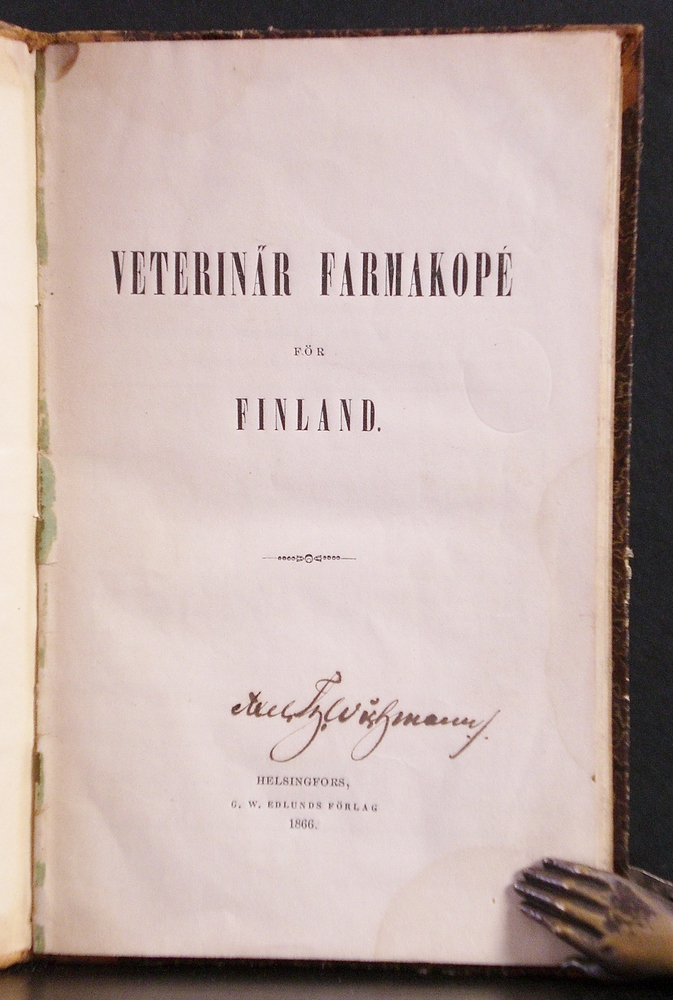 VETERINÄR FARMAKOPÉ
FÖR
FINLAND.
HELSINGFORS,
G. W. EDLUNDS FÖRLAG
1866.